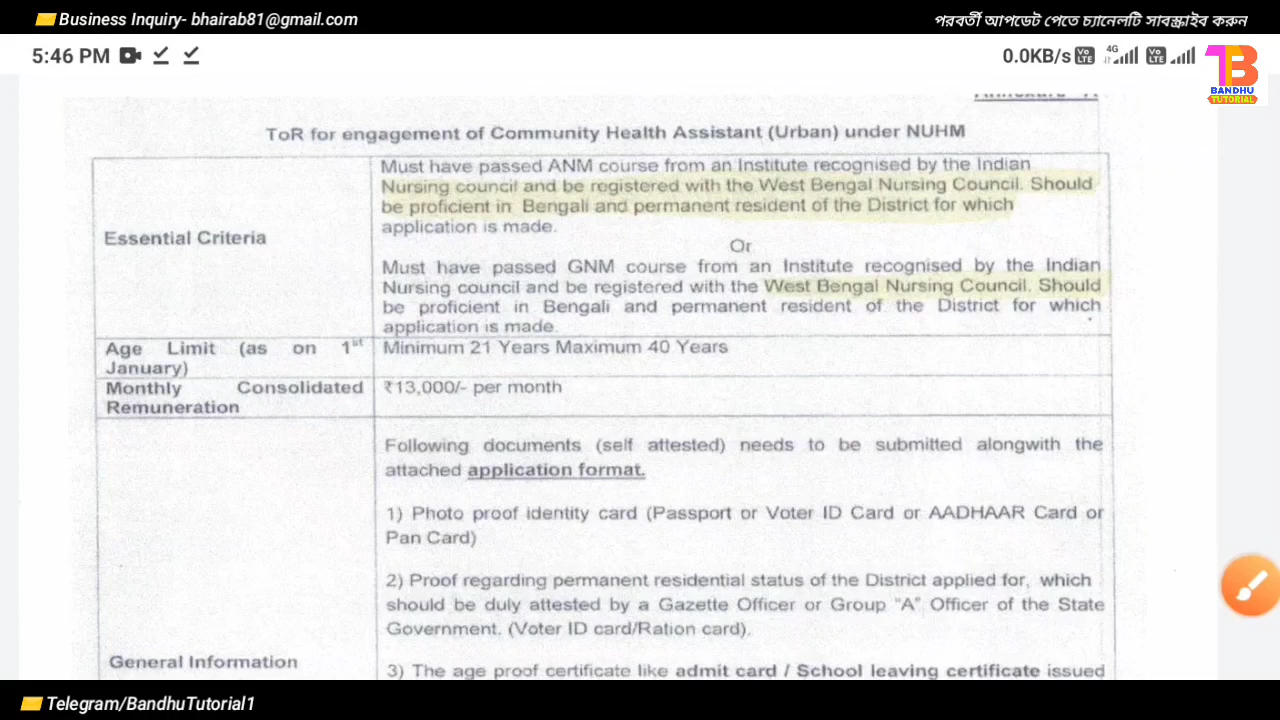 Business Inquiry- bhairab81@gmail.com
পরবর্তী আপডেট পেতে চ্যানেলটি সাবস্ক্রাইব করুন
5:46 PM
0.0KB/s Vo LTE 4G Vo LTE
BANDHU
TUTORIAL
ToR for engagement of Community Health Assistant (Urban) under NUHM
Essential Criteria
Must have passed ANM course from an Institute recognised by the Indian
Nursing council and be registered with the West Bengal Nursing Council. Should
be proficient in Bengali and permanent resident of the District for which
application is made.
Or
Must have passed GNM course from an Institute recognised by the Indian
Nursing council and be registered with the West Bengal Nursing Council. Should
be proficient in Bengali and permanent resident of the District for which
application is made.
Age Limit (as on 1st
January)
Minimum 21 Years Maximum 40 Years
Monthly Consolidated
Remuneration
₹13,000/- per month
General Information
Following documents (self attested) needs to be submitted alongwith the
attached application format.
1) Photo proof identity card (Passport or Voter ID Card or AADHAAR Card or
Pan Card)
2) Proof regarding permanent residential status of the District applied for, which
should be duly attested by a Gazette Officer or Group "A" Officer of the State
Government. (Voter ID card/Ration card).
3) The age proof certificate like admit card / School leaving certificate issued
Telegram/BandhuTutorial1